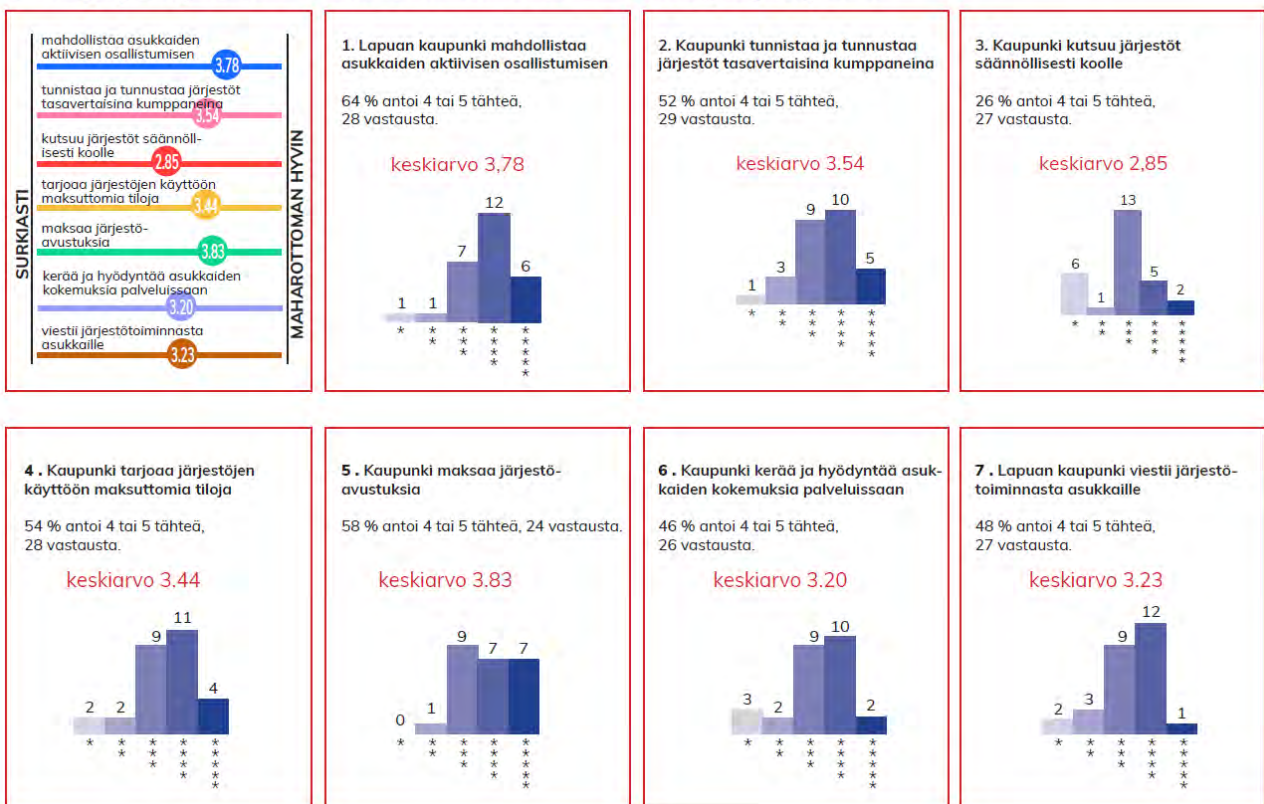 SURKIASTI
mahdollistaa asukkaiden
aktiivisen osallistumisen
3.78
tunnistaa ja tunnustaa järjestöt
tasavertaisina kumppaneina
3.54
kutsuu järjestöt säännöll-
isesti koolle
2.85
tarjoaa järjestöjen käyttöön
maksuttomia tiloja
3.44
maksaa järjestö-
avustuksia
3.83
kerää ja hyödyntää asukkaiden
kokemuksia palveluissaan
3.20
viestii järjestötoiminnasta
asukkaille
3.23
MAHAROTTOMAN HYVIN
1. Lapuan kaupunki mahdollistaa
asukkaiden aktiivisen osallistumisen
64 % antoi 4 tai 5 tähteä,
28 vastausta.
keskiarvo 3,78
1 1 7 12 6
* ** *** **** *****
2. Kaupunki tunnistaa ja tunnustaa
järjestöt tasavertaisina kumppaneina
52 % antoi 4 tai 5 tähteä,
29 vastausta.
keskiarvo 3.54
1 3 9 10 5
* ** *** **** *****
3. Kaupunki kutsuu järjestöt
säännöllisesti koolle
26 % antoi 4 tai 5 tähteä,
27 vastausta.
keskiarvo 2,85
6 1 13 5 2
* ** *** **** *****
4 . Kaupunki tarjoaa järjestöjen
käyttöön maksuttomia tiloja
54 % antoi 4 tai 5 tähteä,
28 vastausta.
keskiarvo 3.44
2 2 9 11 4
* ** *** **** *****
5 . Kaupunki maksaa järjestö-
avustuksia
58 % antoi 4 tai 5 tähteä, 24 vastausta.
keskiarvo 3.83
0 1 9 7 7
* ** *** **** *****
6 . Kaupunki kerää ja hyödyntää asuk-
kaiden kokemuksia palveluissaan
46 % antoi 4 tai 5 tähteä,
26 vastausta.
keskiarvo 3.20
3 2 9 10 2
* ** *** **** *****
7 . Lapuan kaupunki viestii järjestö-
toiminnasta asukkaille
48 % antoi 4 tai 5 tähteä,
27 vastausta.
keskiarvo 3.23
2 3 9 12 1
* ** *** **** *****